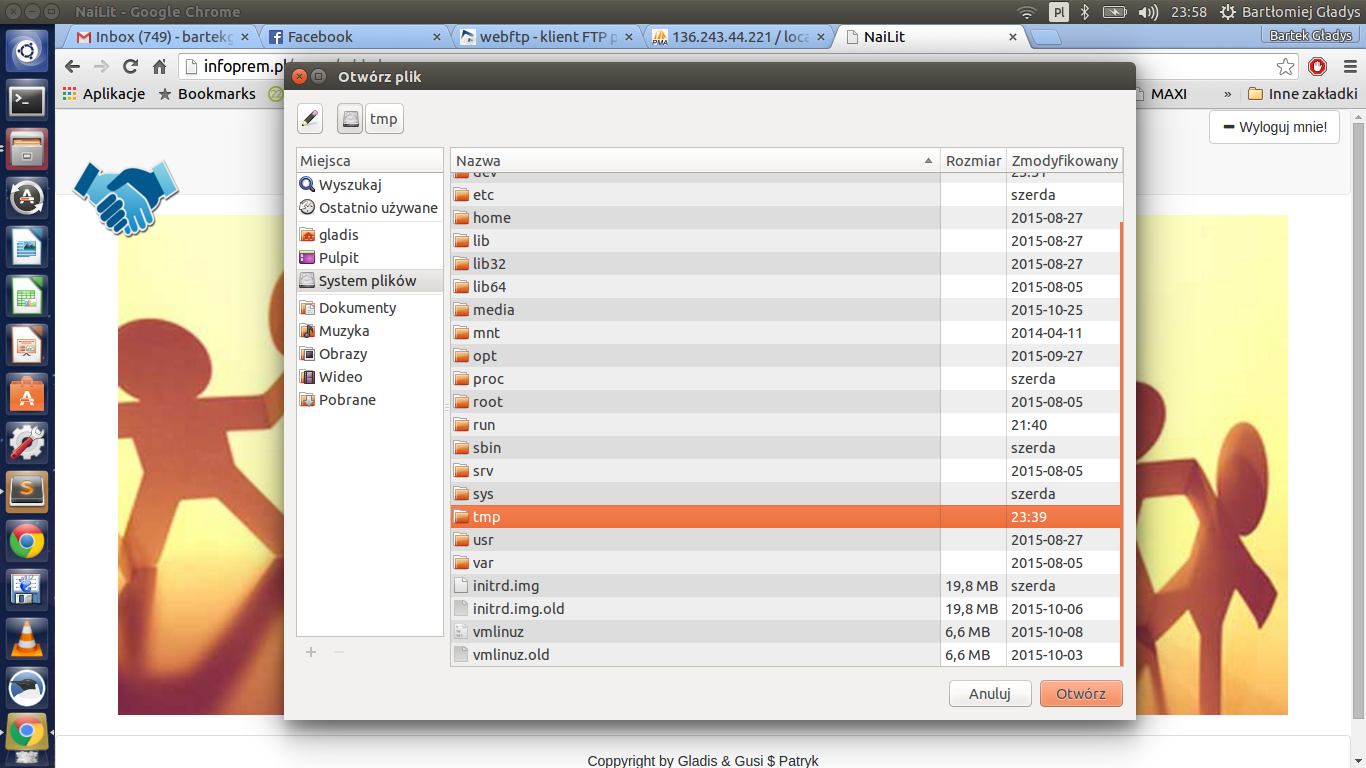 NaiLit - Google Chrome
Pl
23:58
Bartłomiej Gładys
Inbox (749) - bartekg
Facebook
webftp - klient FTP p
PMA
136.243.44.221 / loca
NaiLit
Bartek Gładys
infoprem.pl
Aplikacje
Bookmarks
MAXI
»
Inne zakładki
Otwórz plik
tmp
Wyloguj mnie!
Miejsca
Wyszukaj
Ostatnio używane
gladis
Pulpit
System plików
Dokumenty
Muzyka
Obrazy
Wideo
Pobrane
Nazwa Rozmiar Zmodyfikowany
dev 23:51
etc szerda
home 2015-08-27
lib 2015-08-27
lib32 2015-08-27
lib64 2015-08-05
media 2015-10-25
mnt 2014-04-11
opt 2015-09-27
proc szerda
root 2015-08-05
run 21:40
sbin szerda
srv 2015-08-05
sys szerda
tmp 23:39
usr 2015-08-27
var 2015-08-05
initrd.img 19,8 MB szerda
initrd.img.old 19,8 MB 2015-10-06
vmlinuz 6,6 MB 2015-10-08
vmlinuz.old 6,6 MB 2015-10-03
Anuluj
Otwórz
Coppyright by Gladis & Gusi $ Patryk